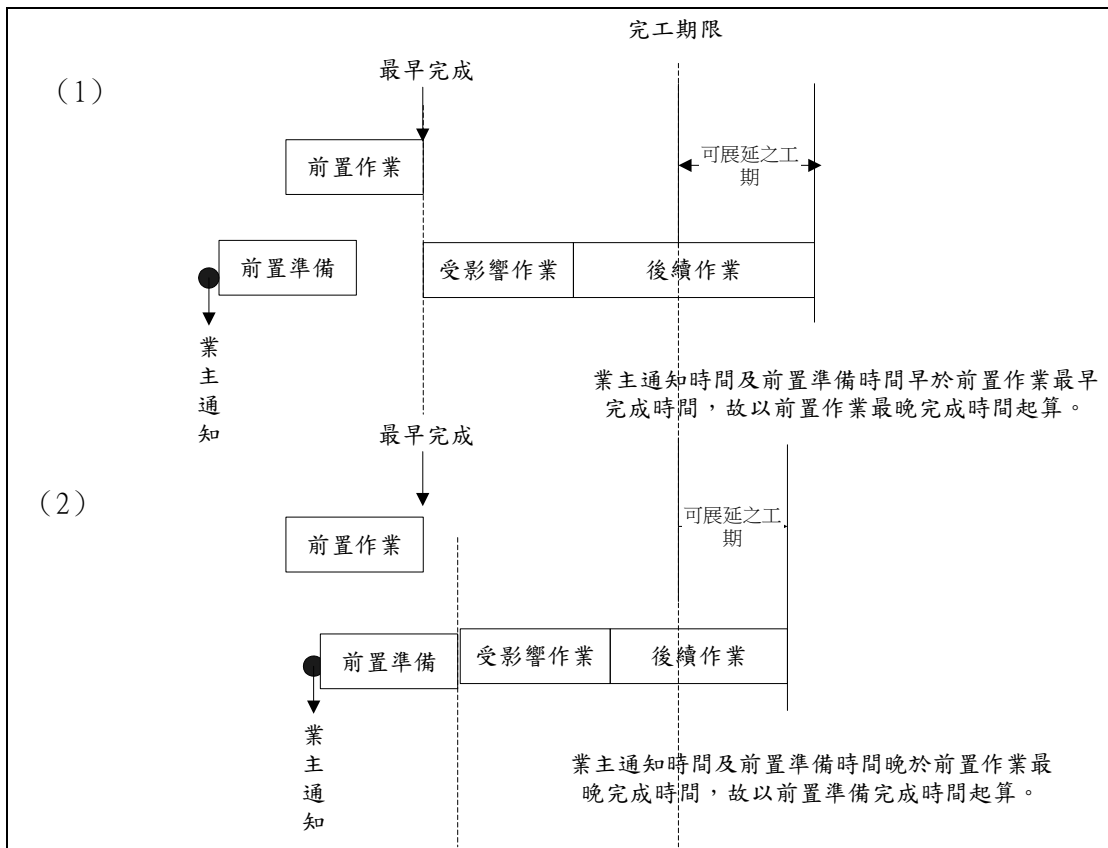 完工期限
最早完成
（1）
前置作業
可展延之工
期
前置準備
受影響作業
後續作業
業主通知
業主通知時間及前置準備時間早於前置作業最早
完成時間，故以前置作業最晚完成時間起算。
最早完成
（2）
前置作業
可展延之工
期
前置準備
受影響作業
後續作業
業主通知
業主通知時間及前置準備時間晚於前置作業最
晚完成時間，故以前置準備完成時間起算。